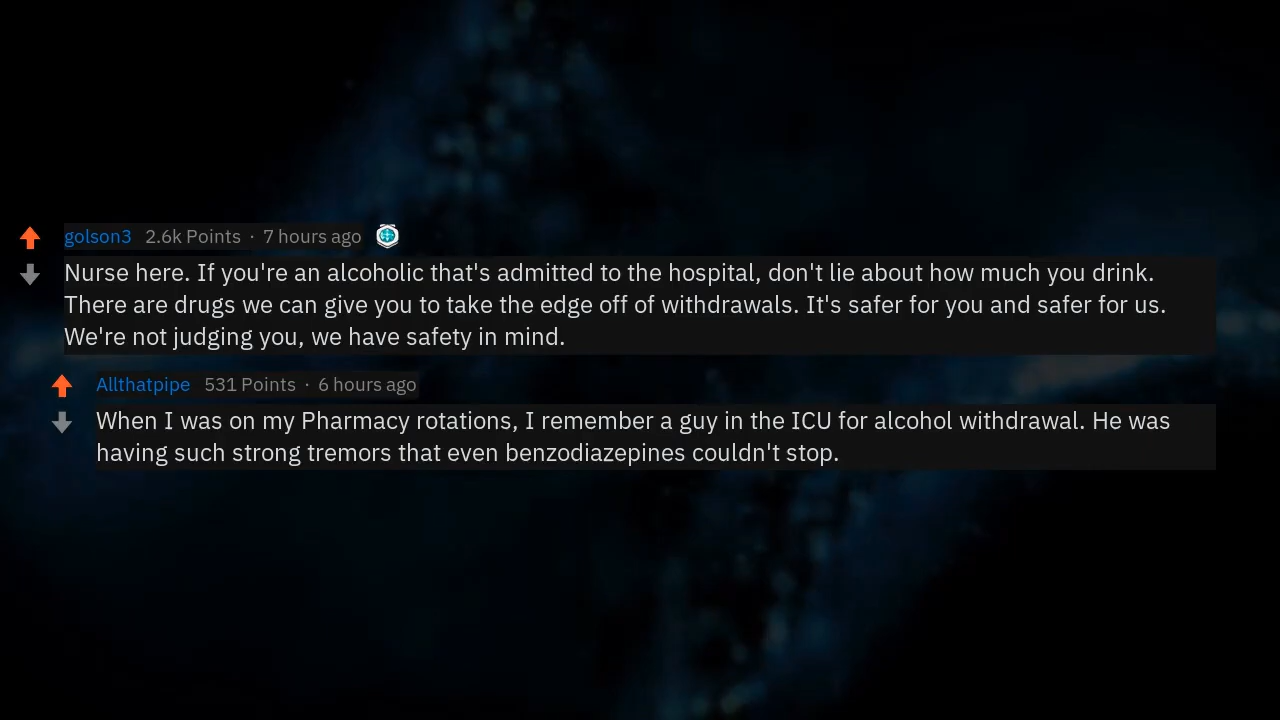 golson3 2.6k Points · 7 hours ago
Nurse here. If you're an alcoholic that's admitted to the hospital, don't lie about how much you drink.
There are drugs we can give you to take the edge off of withdrawals. It's safer for you and safer for us.
We're not judging you, we have safety in mind.
Allthatpipe 531 Points · 6 hours ago
When I was on my Pharmacy rotations, I remember a guy in the ICU for alcohol withdrawal. He was
having such strong tremors that even benzodiazepines couldn't stop.